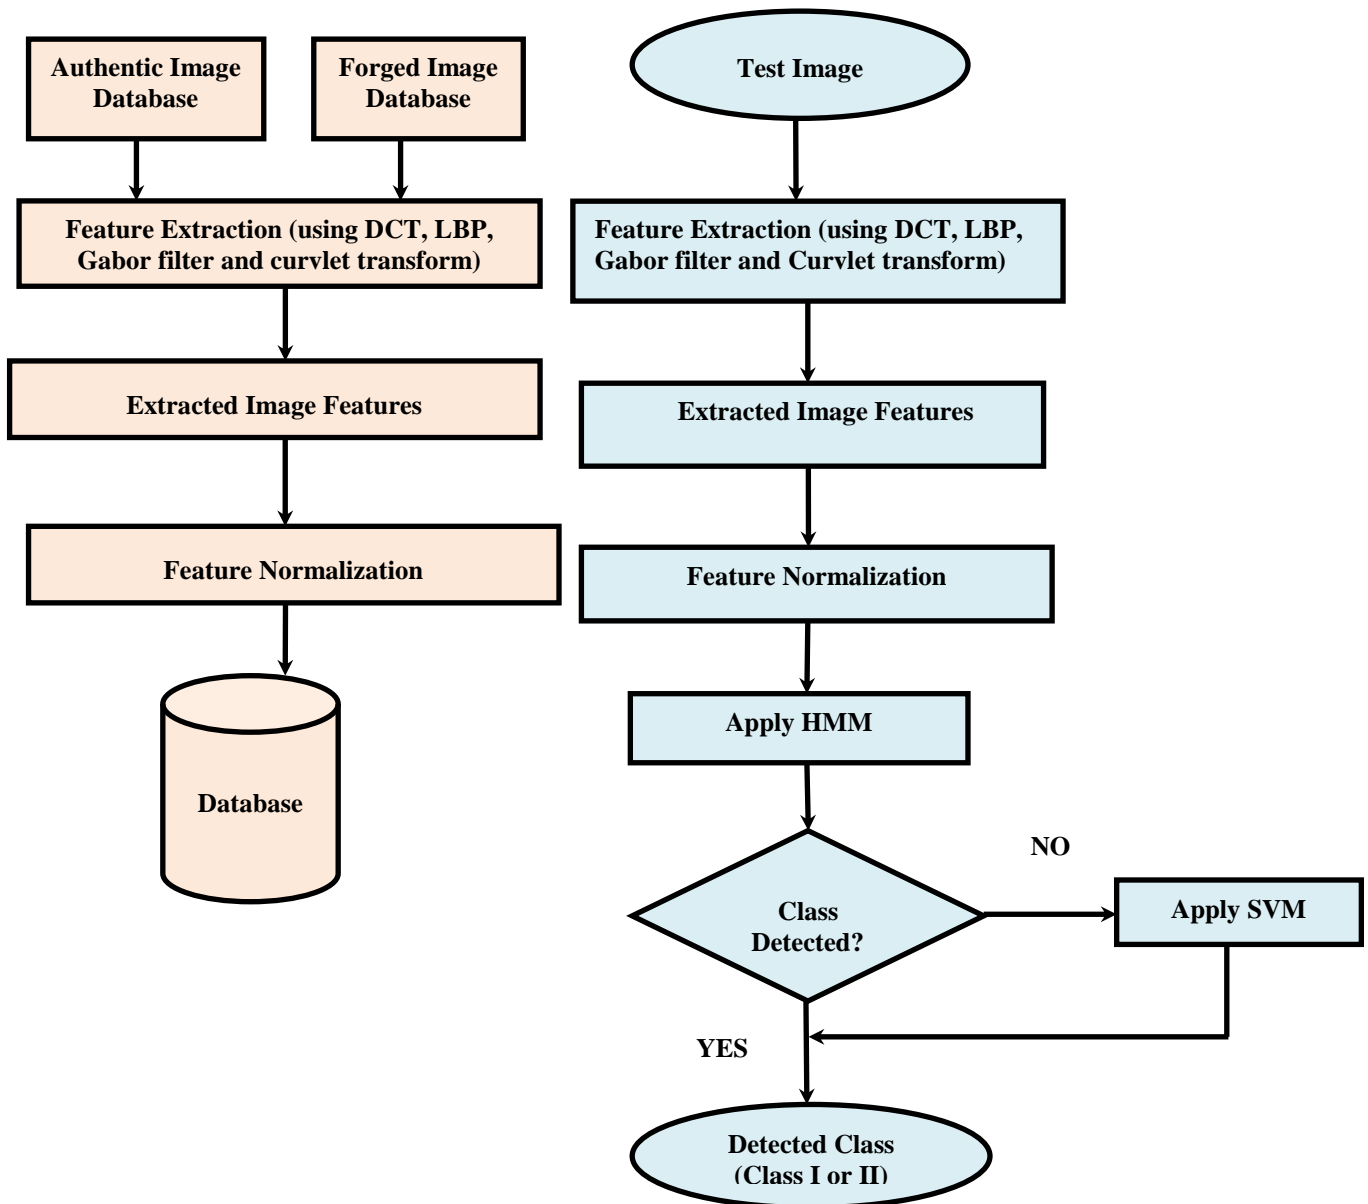 Authentic Image
Database
Forged Image
Database
Feature Extraction (using DCT, LBP,
Gabor filter and curvlet transform)
Extracted Image Features
Feature Normalization
Database
Test Image
Feature Extraction (using DCT, LBP,
Gabor filter and Curvlet transform)
Extracted Image Features
Feature Normalization
Apply HMM
Class
Detected?
NO
Apply SVM
YES
Detected Class
(Class I or II)